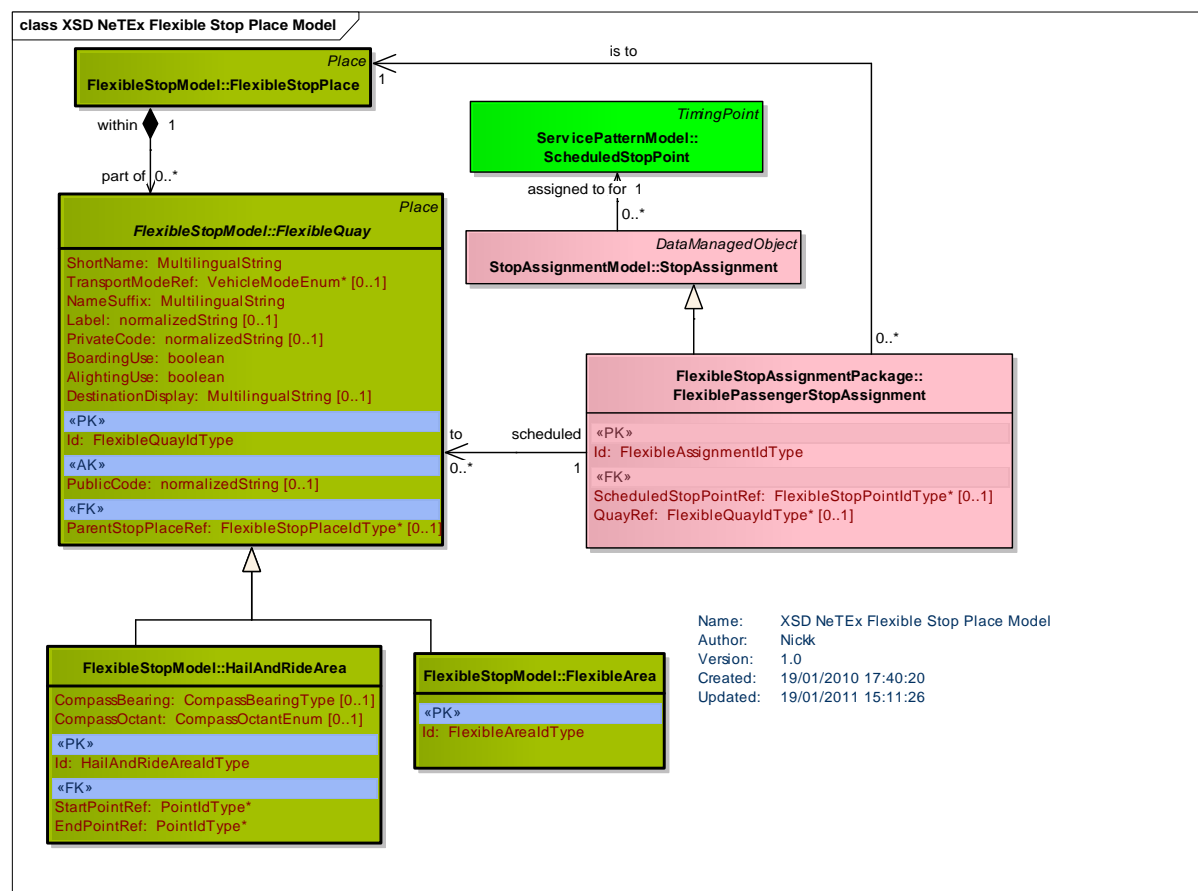 class XSD NeTEx Flexible Stop Place Model
Place
FlexibleStopModel::FlexibleStopPlace
is to
1
within
1
part of
0..*
TimingPoint
ServicePatternModel::
ScheduledStopPoint
assigned to for
1
0..*
DataManagedObject
StopAssignmentModel::StopAssignment
0..*
Place
FlexibleStopModel::FlexibleQuay
ShortName: MultilingualString
TransportModeRef: VehicleModeEnum* [0..1]
NameSuffix: MultilingualString
Label: normalizedString [0..1]
PrivateCode: normalizedString [0..1]
BoardingUse: boolean
AlightingUse: boolean
DestinationDisplay: MultilingualString [0..1]
«PK»
Id: FlexibleQuayIdType
«AK»
PublicCode: normalizedString [0..1]
«FK»
ParentStopPlaceRef: FlexibleStopPlaceIdType* [0..1]
to
0..*
scheduled
1
FlexibleStopAssignmentPackage::
FlexiblePassengerStopAssignment
«PK»
Id: FlexibleAssignmentIdType
«FK»
ScheduledStopPointRef: FlexibleStopPointIdType* [0..1]
QuayRef: FlexibleQuayIdType* [0..1]
FlexibleStopModel::HailAndRideArea
CompassBearing: CompassBearingType [0..1]
CompassOctant: CompassOctantEnum [0..1]
«PK»
Id: HailAndRideAreaIdType
«FK»
StartPointRef: PointIdType*
EndPointRef: PointIdType*
FlexibleStopModel::FlexibleArea
«PK»
Id: FlexibleAreaIdType
Name: XSD NeTEx Flexible Stop Place Model
Author: Nickk
Version: 1.0
Created: 19/01/2010 17:40:20
Updated: 19/01/2011 15:11:26